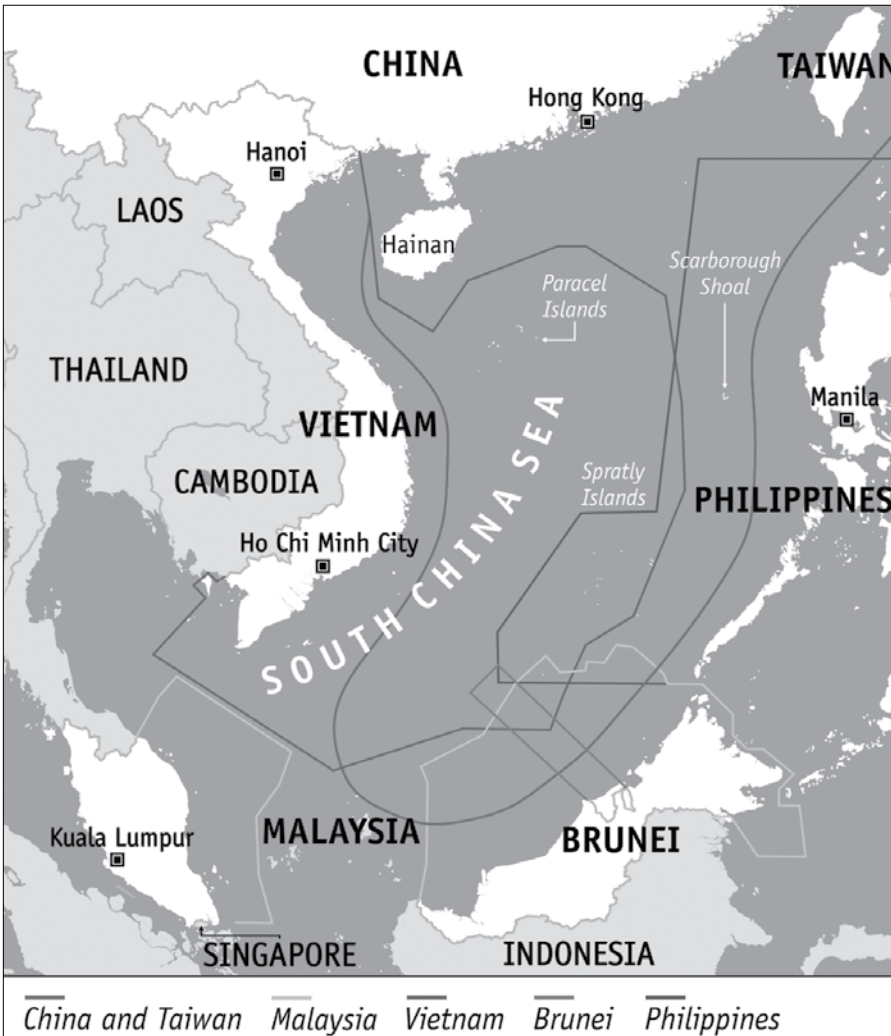 CHINA
TAIWAN
Hong Kong
Hanoi
LAOS
Hainan
Scarborough
Shoal
Paracel
Islands
THAILAND
Manila
VIETNAM
CAMBODIA
Spratly
Islands
PHILIPPINES
Ho Chi Minh City
SOUTH CHINA SEA
Kuala Lumpur
MALAYSIA
BRUNEI
SINGAPORE
INDONESIA
China and Taiwan
Malaysia
Vietnam
Brunei
Philippines